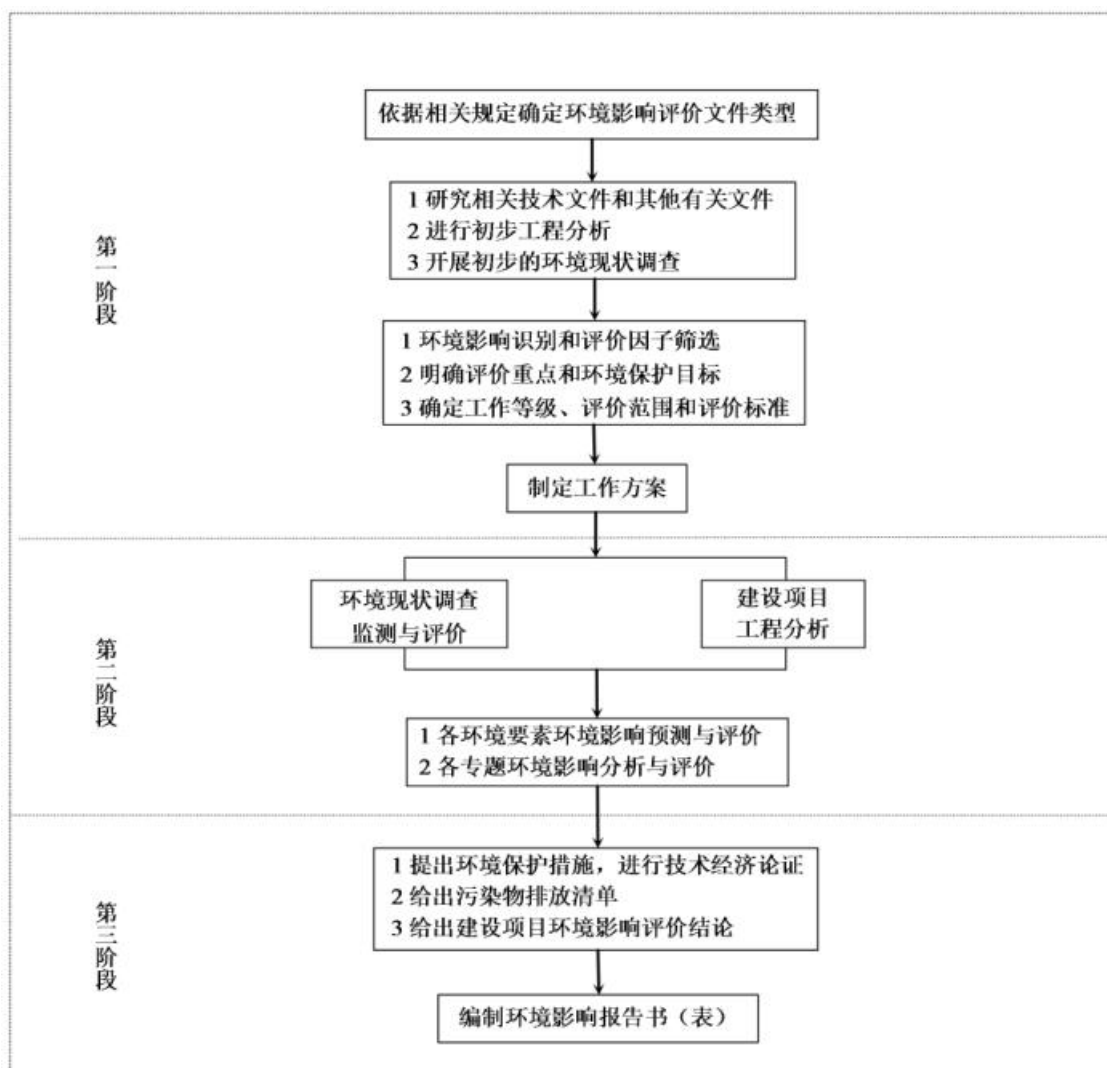 依据相关规定确定环境影响评价文件类型
第一阶段
1 研究相关技术文件和其他有关文件
2 进行初步工程分析
3 开展初步的环境现状调查
1 环境影响识别和评价因子筛选
2 明确评价重点和环境保护目标
3 确定工作等级、评价范围和评价标准
制定工作方案
第二阶段
环境现状调查
监测与评价
建设项目
工程分析
1 各环境要素环境影响预测与评价
2 各专题环境影响分析与评价
第三阶段
1 提出环境保护措施，进行技术经济论证
2 给出污染物排放清单
3 给出建设项目环境影响评价结论
编制环境影响报告书（表）